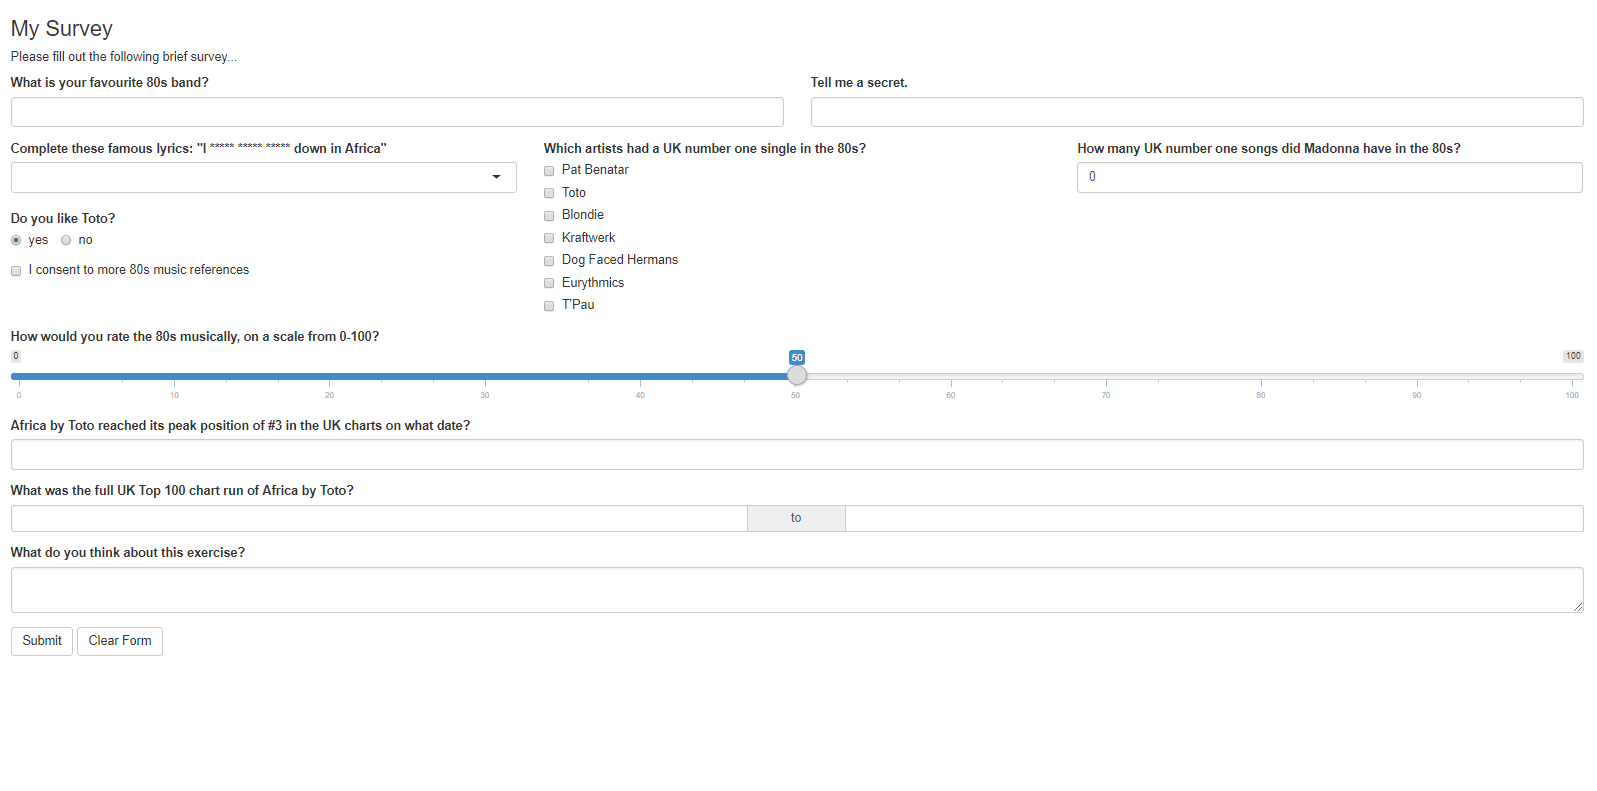 My Survey
Please fill out the following brief survey...
What is your favourite 80s band?
Tell me a secret.
Complete these famous lyrics: "I ***** ***** ***** down in Africa"
Which artists had a UK number one single in the 80s?
How many UK number one songs did Madonna have in the 80s?
0
Pat Benatar
Toto
Blondie
Kraftwerk
Dog Faced Hermans
Eurythmics
T'Pau
Do you like Toto?
yes no
I consent to more 80s music references
How would you rate the 80s musically, on a scale from 0-100?
0 50 100
0 10 20 30 40 50 60 70 80 90 100
Africa by Toto reached its peak position of #3 in the UK charts on what date?
What was the full UK Top 100 chart run of Africa by Toto?
to
What do you think about this exercise?
Submit Clear Form